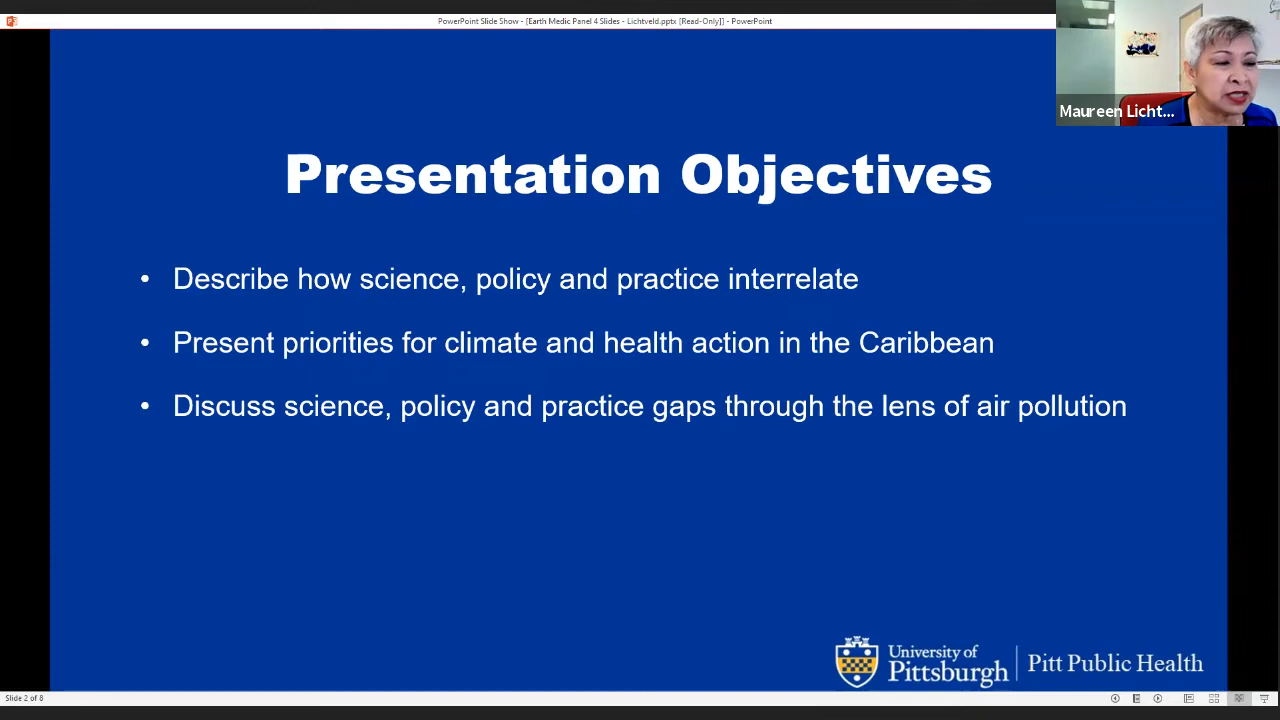 PowerPoint Slide Show - [Earth Medic Panel 4 Slides - Lichtveld.pptx [Read-Only]] - PowerPoint
Maureen Licht...
Presentation Objectives
• Describe how science, policy and practice interrelate
• Present priorities for climate and health action in the Caribbean
• Discuss science, policy and practice gaps through the lens of air pollution
University of
Pittsburgh
Pitt Public Health
Slide 2 of 8